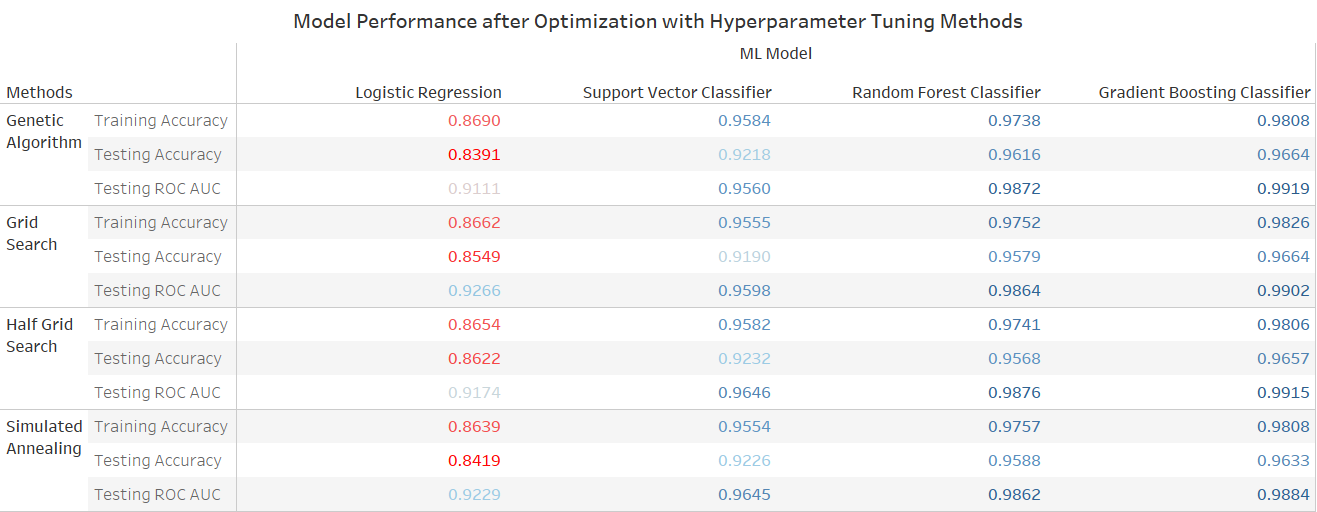 Model Performance after Optimization with Hyperparameter Tuning Methods
ML Model
Methods Logistic Regression Support Vector Classifier Random Forest Classifier Gradient Boosting Classifier
Genetic Algorithm Training Accuracy 0.8690 0.9584 0.9738 0.9808
Testing Accuracy 0.8391 0.9218 0.9616 0.9664
Testing ROC AUC 0.9111 0.9560 0.9872 0.9919
Grid Search Training Accuracy 0.8662 0.9555 0.9752 0.9826
Testing Accuracy 0.8549 0.9190 0.9579 0.9664
Testing ROC AUC 0.9266 0.9598 0.9864 0.9902
Half Grid Search Training Accuracy 0.8654 0.9582 0.9741 0.9806
Testing Accuracy 0.8622 0.9232 0.9568 0.9657
Testing ROC AUC 0.9174 0.9646 0.9876 0.9915
Simulated Annealing Training Accuracy 0.8639 0.9554 0.9757 0.9808
Testing Accuracy 0.8419 0.9226 0.9588 0.9633
Testing ROC AUC 0.9229 0.9645 0.9862 0.9884